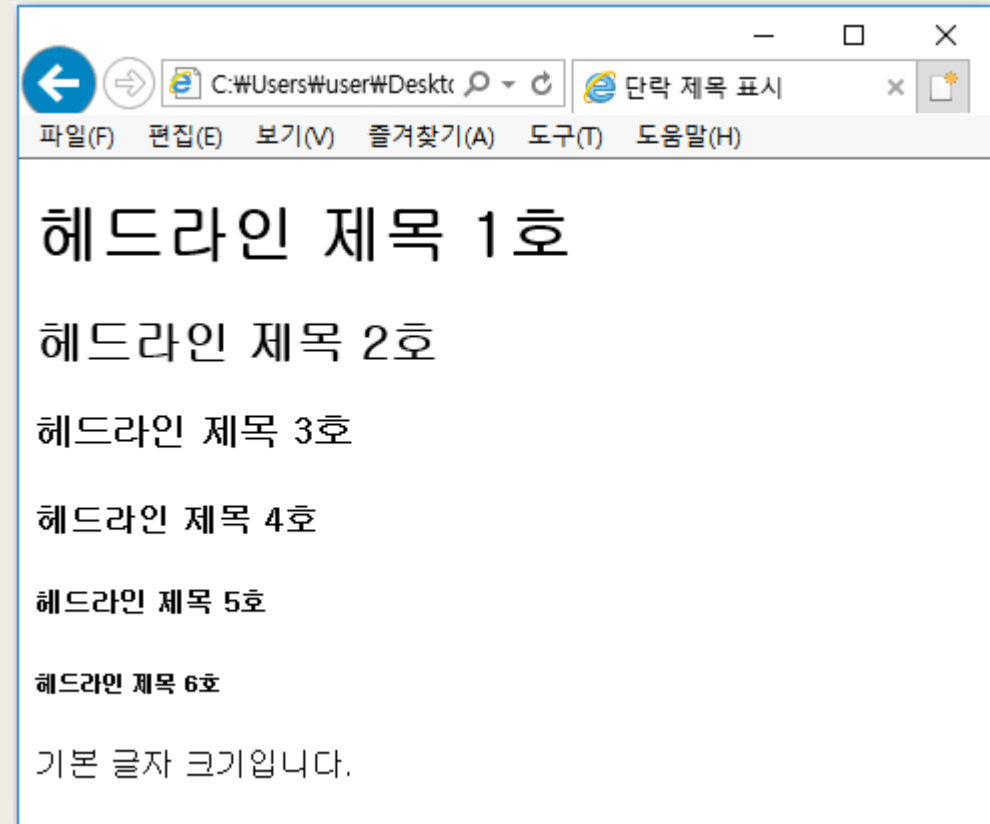 C:₩Users₩user₩Deskto
단락 제목 표시
파일(F) 편집(E) 보기(V) 즐겨찾기(A) 도구(T) 도움말(H)
헤드라인 제목 1호
헤드라인 제목 2호
헤드라인 제목 3호
헤드라인 제목 4호
헤드라인 제목 5호
헤드라인 제목 6호
기본 글자 크기입니다.